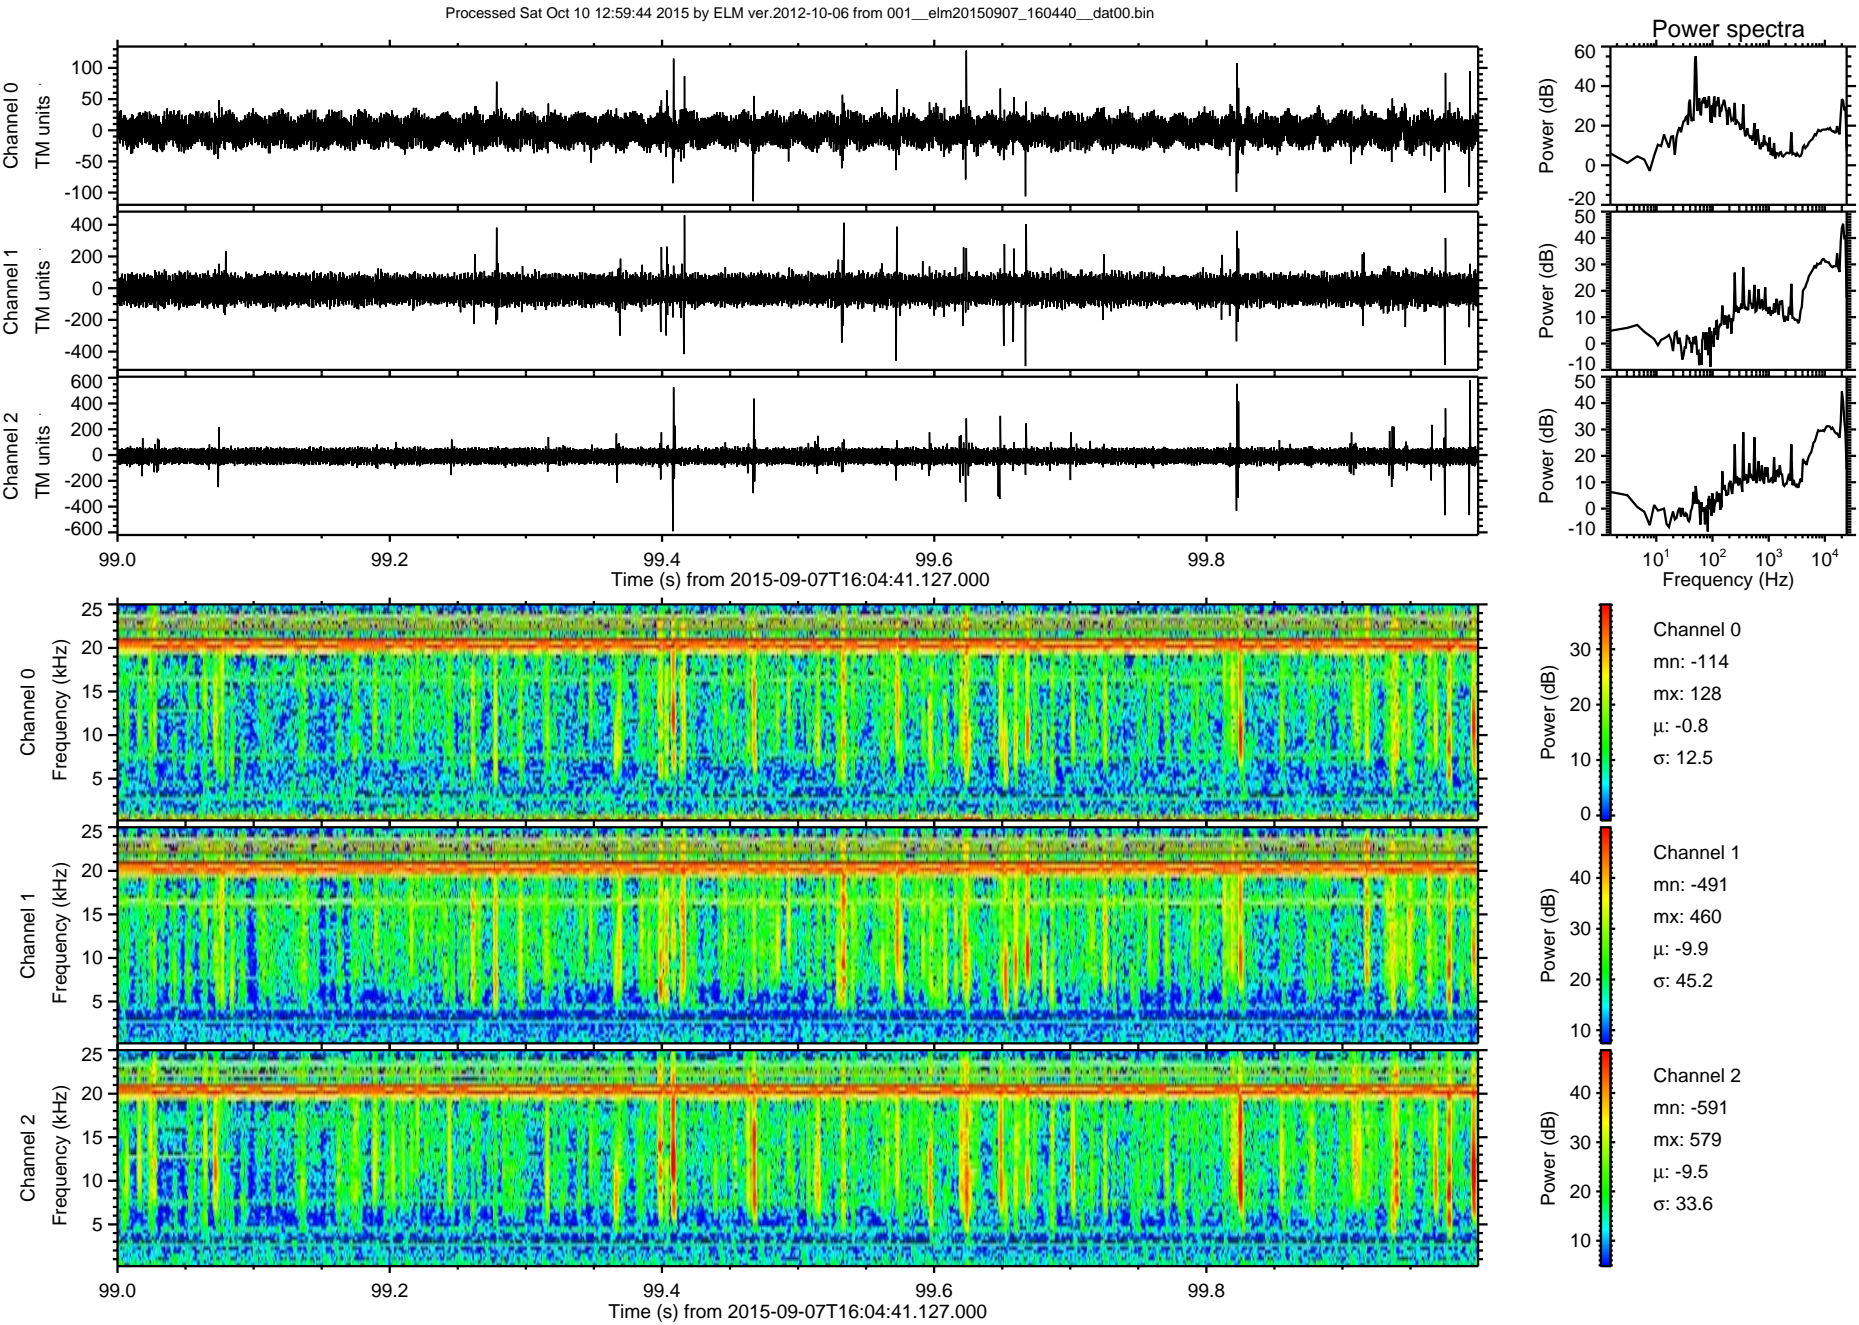 Processed Sat Oct 10 12:59:44 2015 by ELM ver.2012-10-06 from 001__elm20150907_160440__dat00.bin
Power spectra
Channel 0
TM units
100
50
0
-50
-100
Power (dB)
60
40
20
0
-20
Channel 1
TM units
400
200
0
-200
-400
Power (dB)
50
40
30
20
10
0
-10
Channel 2
TM units
600
400
200
0
-200
-400
-600
Power (dB)
50
40
30
20
10
0
-10
99.0 99.2 99.4 99.6 99.8
Time (s) from 2015-09-07T16:04:41.127.000
10¹ 10² 10³ 10⁴
Frequency (Hz)
Channel 0
Frequency (kHz)
25
20
15
10
5
Power (dB)
30
20
10
0
Channel 0
mn: -114
mx: 128
μ: -0.8
σ: 12.5
Channel 1
Frequency (kHz)
25
20
15
10
5
Power (dB)
40
30
20
10
Channel 1
mn: -491
mx: 460
μ: -9.9
σ: 45.2
Channel 2
Frequency (kHz)
25
20
15
10
5
Power (dB)
40
30
20
10
Channel 2
mn: -591
mx: 579
μ: -9.5
σ: 33.6
99.0 99.2 99.4 99.6 99.8
Time (s) from 2015-09-07T16:04:41.127.000